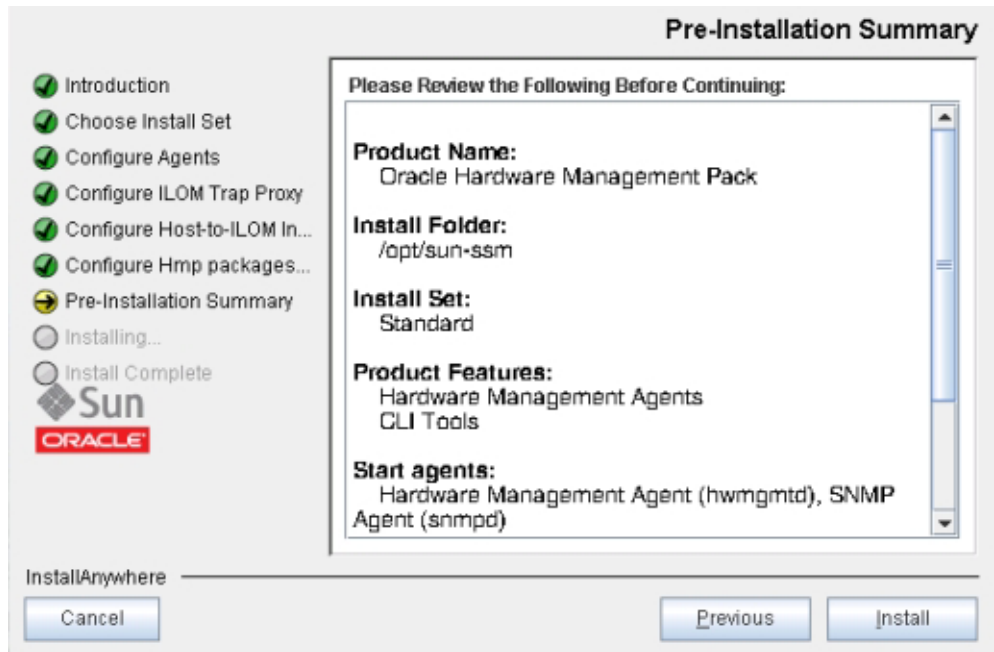 Pre-Installation Summary
Introduction
Choose Install Set
Configure Agents
Configure ILOM Trap Proxy
Configure Host-to-ILOM In...
Configure Hmp packages...
Pre-Installation Summary
Installing...
Install Complete
Sun
ORACLE
Please Review the Following Before Continuing:
Product Name:
Oracle Hardware Management Pack
Install Folder:
/opt/sun-ssm
Install Set:
Standard
Product Features:
Hardware Management Agents
CLI Tools
Start agents:
Hardware Management Agent (hwmgmtd), SNMP
Agent (snmpd)
InstallAnywhere
Cancel
Previous
Install